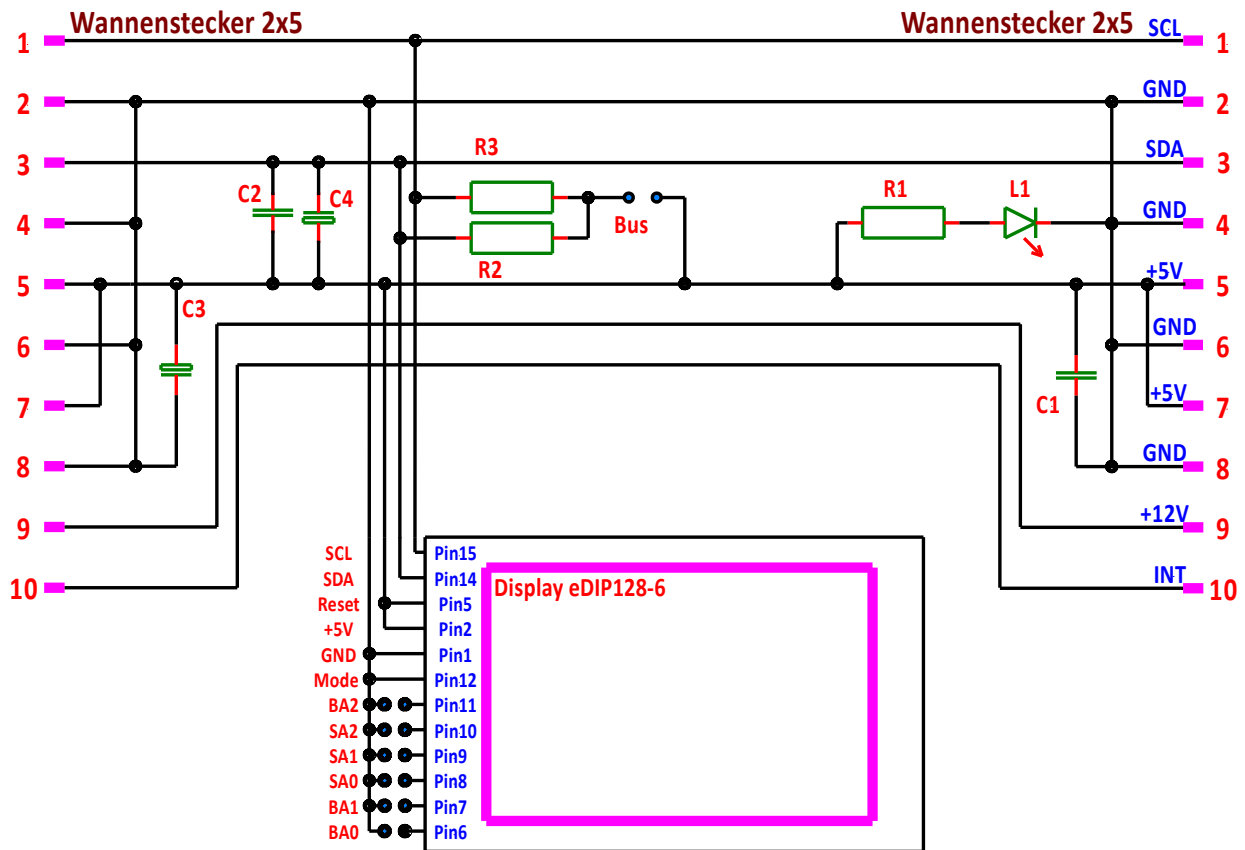 Wannenstecker 2x5
Wannenstecker 2x5
1
SCL
1
2
GND
2
3
R3
SDA
3
C2
C4
R1
L1
4
Bus
GND
4
R2
5
+5V
5
C3
6
GND
6
7
C1
+5V
7
8
GND
8
9
+12V
9
10
INT
10
SCL Pin15
SDA Pin14 Display eDIP128-6
Reset Pin5
+5V Pin2
GND Pin1
Mode Pin12
BA2 Pin11
SA2 Pin10
SA1 Pin9
SA0 Pin8
BA1 Pin7
BA0 Pin6